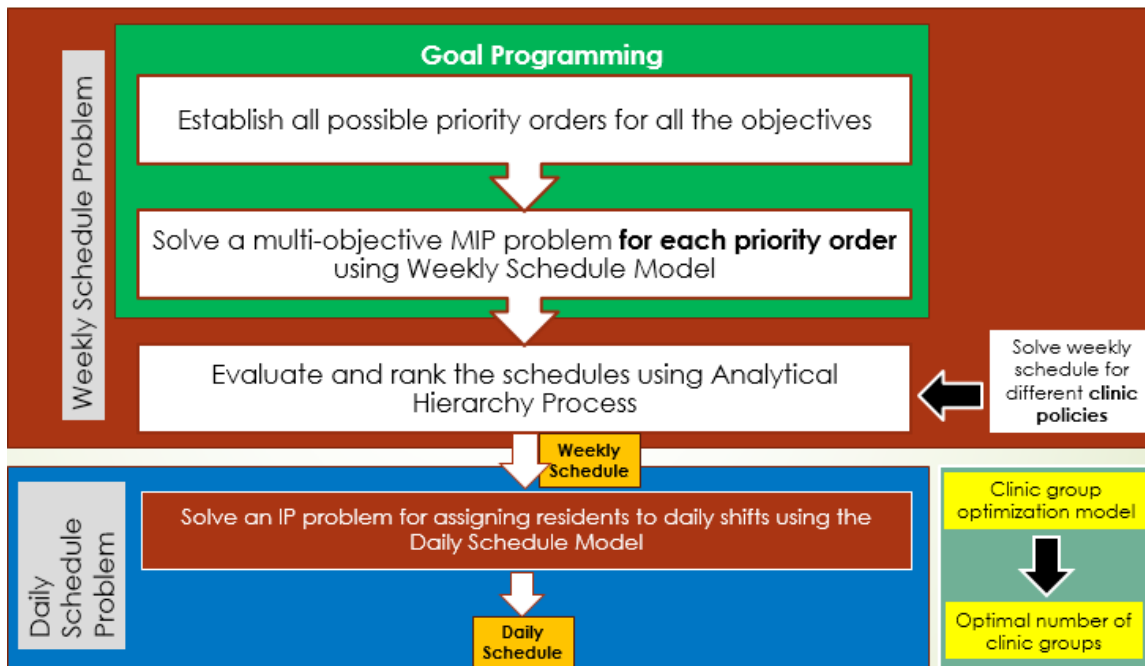 Weekly Schedule Problem
Goal Programming
Establish all possible priority orders for all the objectives
Solve a multi-objective MIP problem for each priority order
using Weekly Schedule Model
Evaluate and rank the schedules using Analytical
Hierarchy Process
Solve weekly
schedule for
different clinic
policies
Weekly
Schedule
Daily
Schedule
Problem
Solve an IP problem for assigning residents to daily shifts using the
Daily Schedule Model
Daily
Schedule
Clinic group
optimization model
Optimal number of
clinic groups